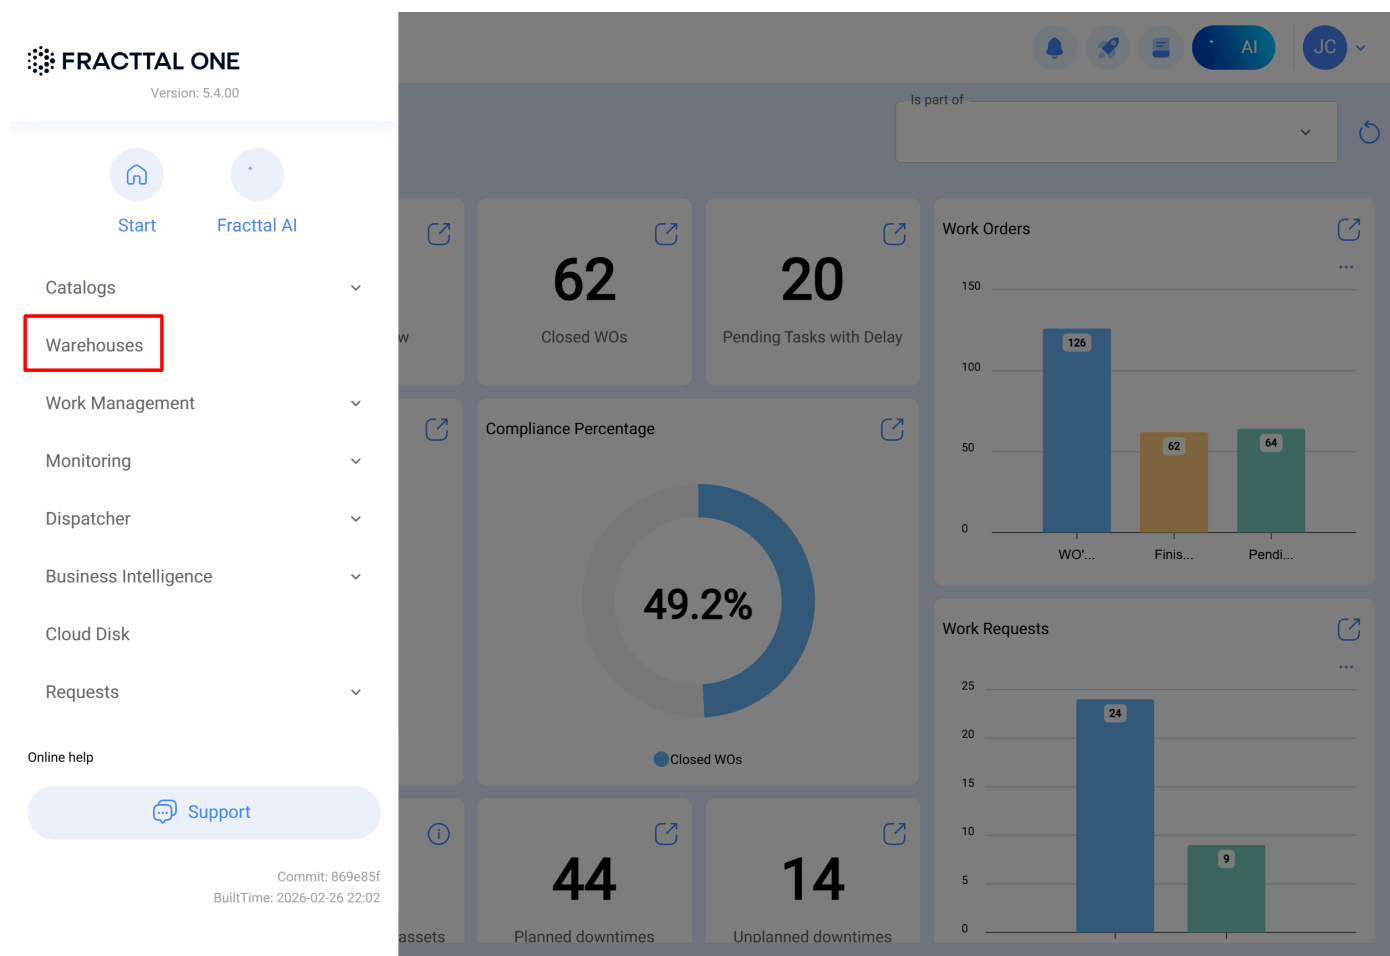 FRACTTAL ONE
Version: 5.4.00
Start
Fracttal AI
Catalogs
Warehouses
Work Management
Monitoring
Dispatcher
Business Intelligence
Cloud Disk
Requests
Online help
Support
Commit: 869e85f
BuiltTime: 2026-02-26 22:02
AI
JC
Is part of
w
62
Closed WOs
20
Pending Tasks with Delay
Work Orders
...
150
100
50
0
126
62
64
WO'...
Finis...
Pendi...
Compliance Percentage
49.2%
Closed WOs
Work Requests
...
25
20
15
10
5
0
24
9
assets
44
Planned downtimes
14
Unplanned downtimes